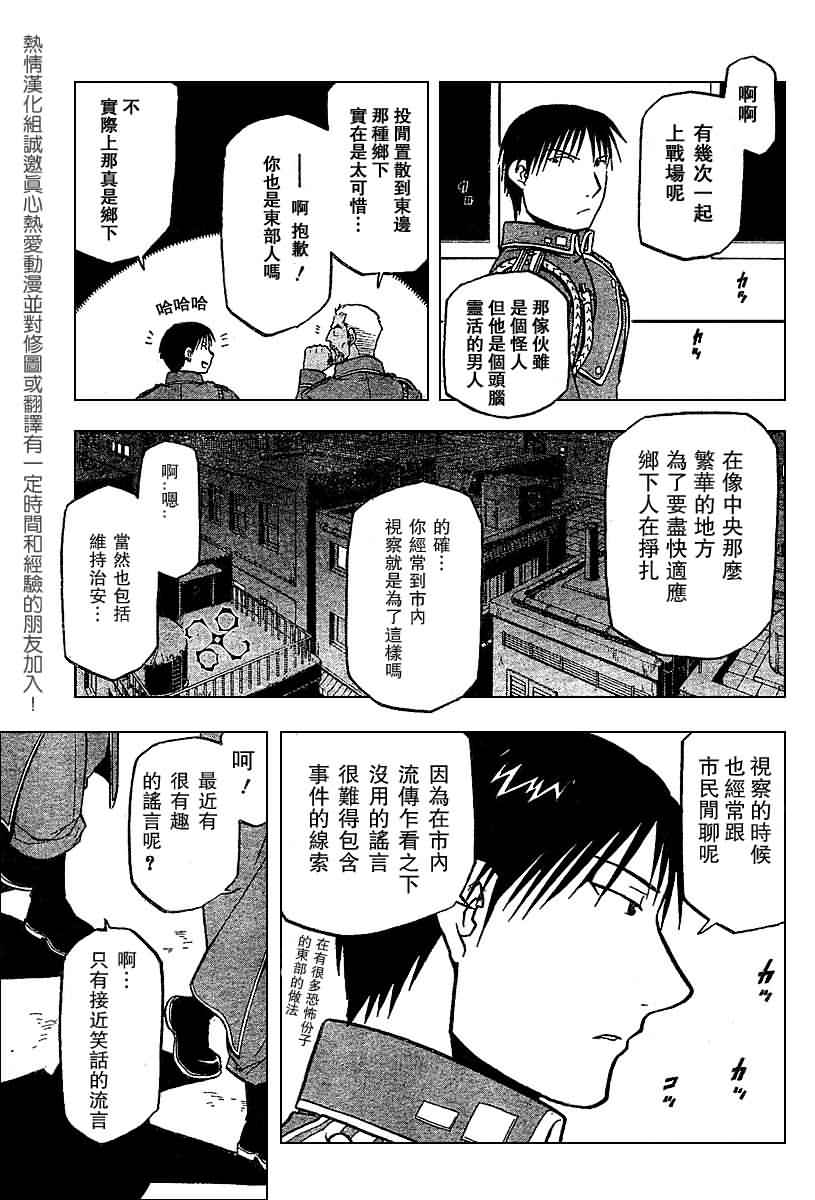 啊啊
有幾次一起
上戰場呢
那傢伙雖
是個怪人
但他是個頭腦
靈活的男人
カッ
カッ
投閒置散到東邊
那種鄉下
實在是太可惜…
——啊 抱歉！
你也是東部人嗎
不
實際上那真是鄉下
哈哈哈
在像中央那麼
繁華的地方
為了要盡快適應
鄉下人在掙扎
的確…
你經常到市內
視察就是為了這樣嗎
啊…嗯…
當然也包括
維持治安…
視察的時候
也經常跟
市民閒聊呢
因為在市內
流傳乍看之下
沒用的謠言
很難得包含
事件的線索
在有很多恐怖份子
的東部的做法
カッ
カッ
コッ
呵！
最近有
很有趣
的謠言呢？
啊…
只有接近笑話的流言
熱情漢化組誠邀眞心熱愛動漫並對修圖或翻譯有一定時間和經驗的朋友加入！